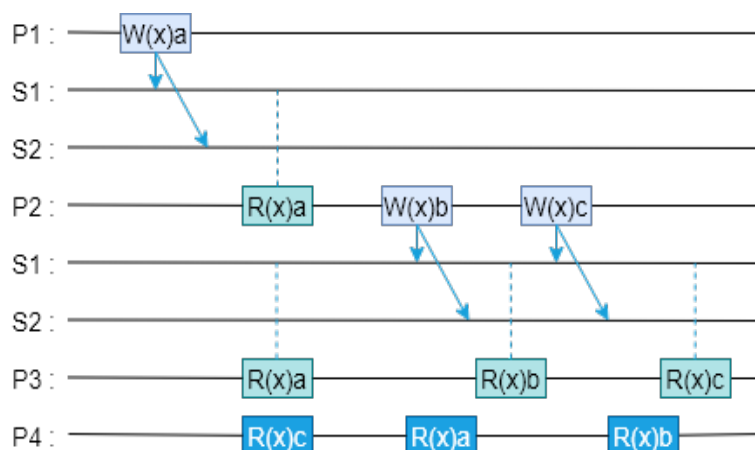 P1 : W(x)a
S1 :
S2 :
P2 : R(x)a W(x)b W(x)c
S1 :
S2 :
P3 : R(x)a R(x)b R(x)c
P4 : R(x)c R(x)a R(x)b